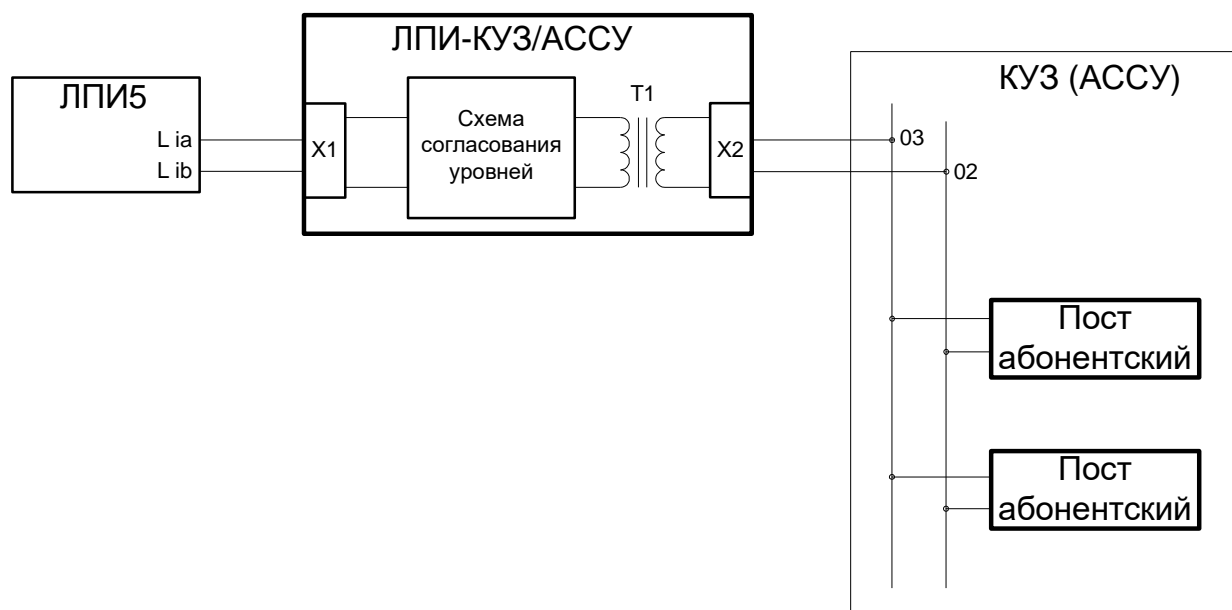 ЛПИ-КУЗ/АССУ
КУЗ (АССУ)
ЛПИ5
L ia
L ib
X1
Схема
согласования
уровней
T1
X2
03
02
Пост
абонентский
Пост
абонентский